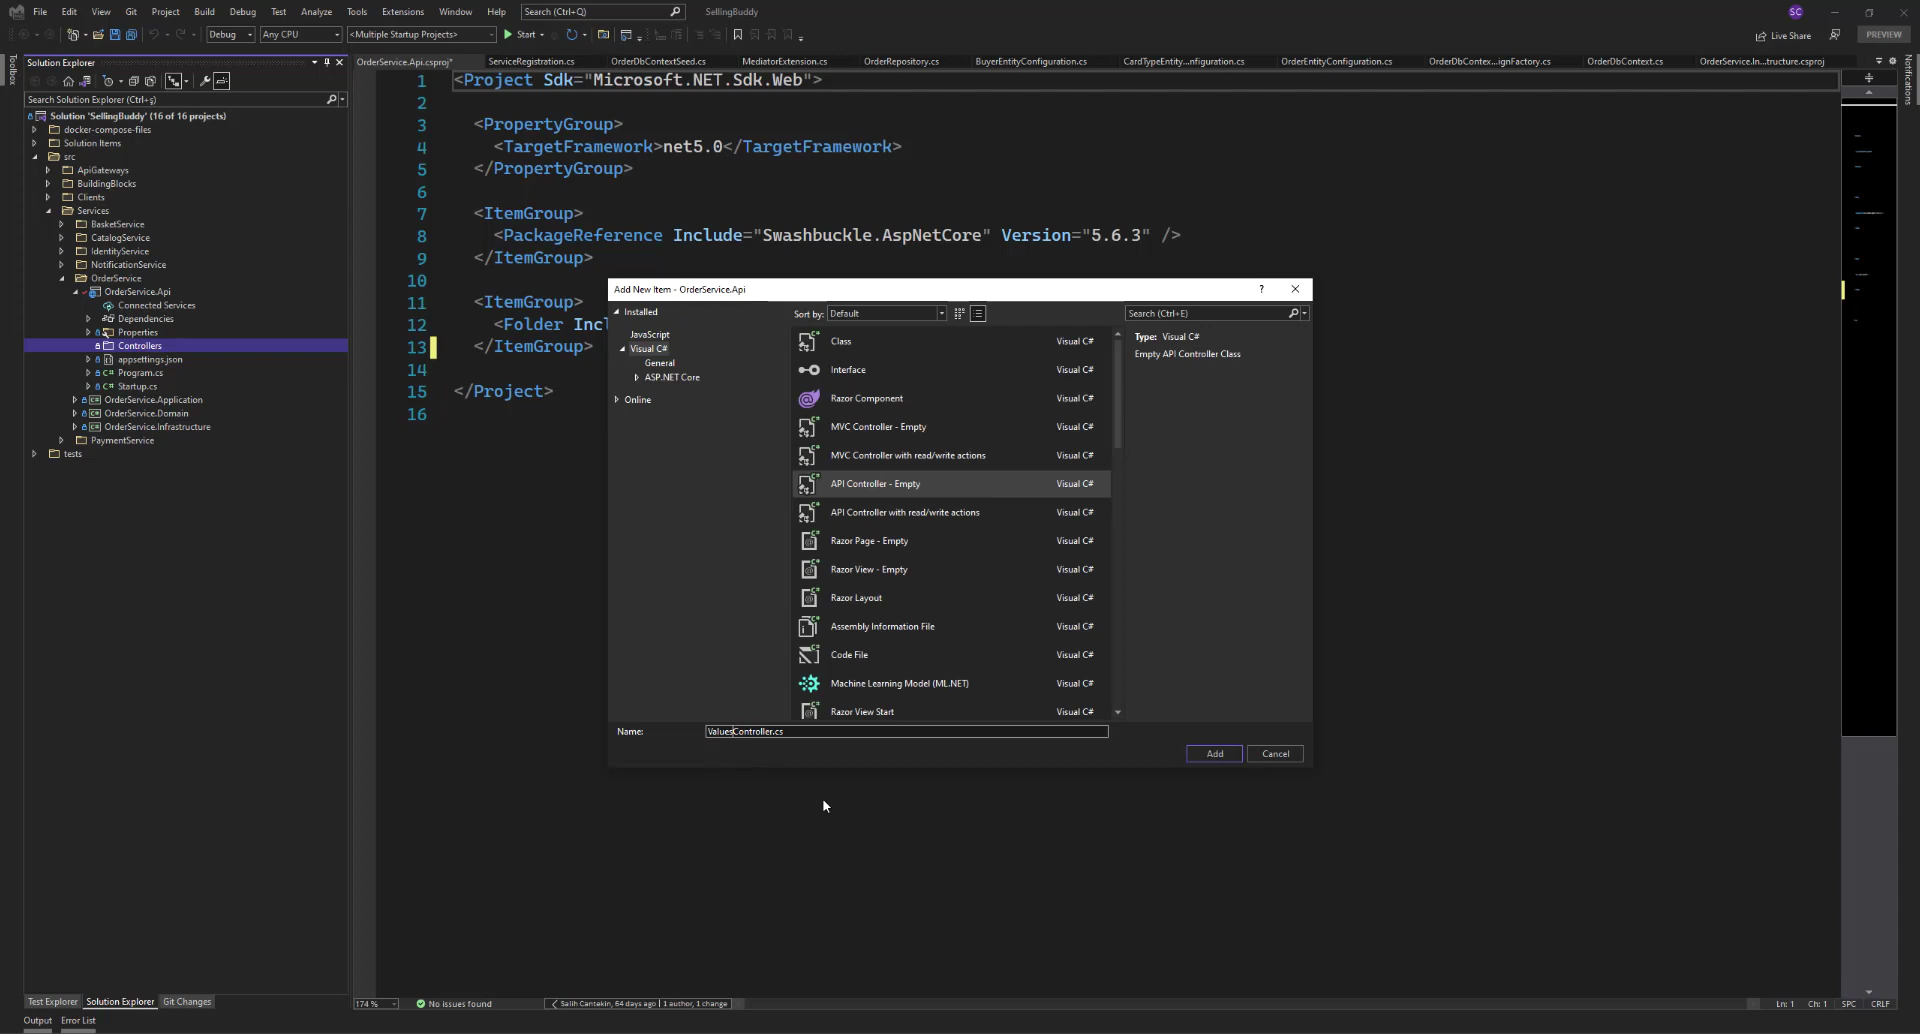 File Edit View Git Project Build Debug Test Analyze Tools Extensions Window Help Search (Ctrl+Q) SellingBuddy SC
Debug Any CPU <Multiple Startup Projects> Start Live Share PREVIEW
Toolbox
Solution Explorer
Search Solution Explorer (Ctrl+ş)
Solution 'SellingBuddy' (16 of 16 projects)
docker-compose-files
Solution Items
src
ApiGateways
BuildingBlocks
Clients
Services
BasketService
CatalogService
IdentityService
NotificationService
OrderService
OrderService.Api
Connected Services
Dependencies
Properties
Controllers
appsettings.json
Program.cs
Startup.cs
OrderService.Application
OrderService.Domain
OrderService.Infrastructure
PaymentService
tests
Test Explorer Solution Explorer Git Changes
Output Error List
OrderService.Api.csproj* ServiceRegistration.cs OrderDbContextSeed.cs MediatorExtension.cs OrderRepository.cs BuyerEntityConfiguration.cs CardTypeEntity...nfiguration.cs OrderEntityConfiguration.cs OrderDbContex...ignFactory.cs OrderDbContext.cs OrderService.In...tructure.csproj
Notifications
1 <Project Sdk="Microsoft.NET.Sdk.Web">
2
3 <PropertyGroup>
4 <TargetFramework>net5.0</TargetFramework>
5 </PropertyGroup>
6
7 <ItemGroup>
8 <PackageReference Include="Swashbuckle.AspNetCore" Version="5.6.3" />
9 </ItemGroup>
10
11 <ItemGroup>
12 <Folder Incl
13 </ItemGroup>
14
15 </Project>
16
Add New Item - OrderService.Api ?
Installed
JavaScript
Visual C#
General
ASP.NET Core
Online
Sort by: Default
Search (Ctrl+E)
Class Visual C#
Interface Visual C#
Razor Component Visual C#
MVC Controller - Empty Visual C#
MVC Controller with read/write actions Visual C#
API Controller - Empty Visual C#
API Controller with read/write actions Visual C#
Razor Page - Empty Visual C#
Razor View - Empty Visual C#
Razor Layout Visual C#
Assembly Information File Visual C#
Code File Visual C#
Machine Learning Model (ML.NET) Visual C#
Razor View Start Visual C#
Type: Visual C#
Empty API Controller Class
Name: ValuesController.cs
Add Cancel
174 % No issues found Salih Cantekin, 64 days ago | 1 author, 1 change Ln: 1 Ch: 1 SPC CRLF